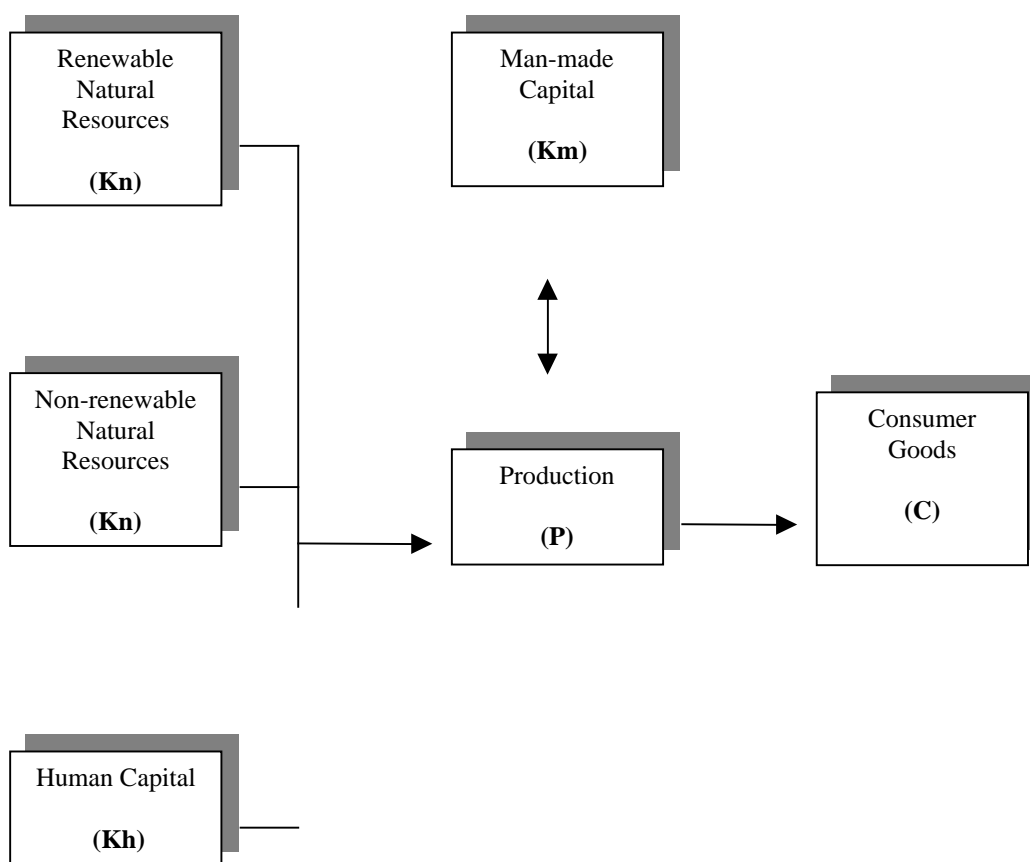 Renewable
Natural
Resources
(Kn)
Man-made
Capital
(Km)
Non-renewable
Natural
Resources
(Kn)
Production
(P)
Consumer
Goods
(C)
Human Capital
(Kh)